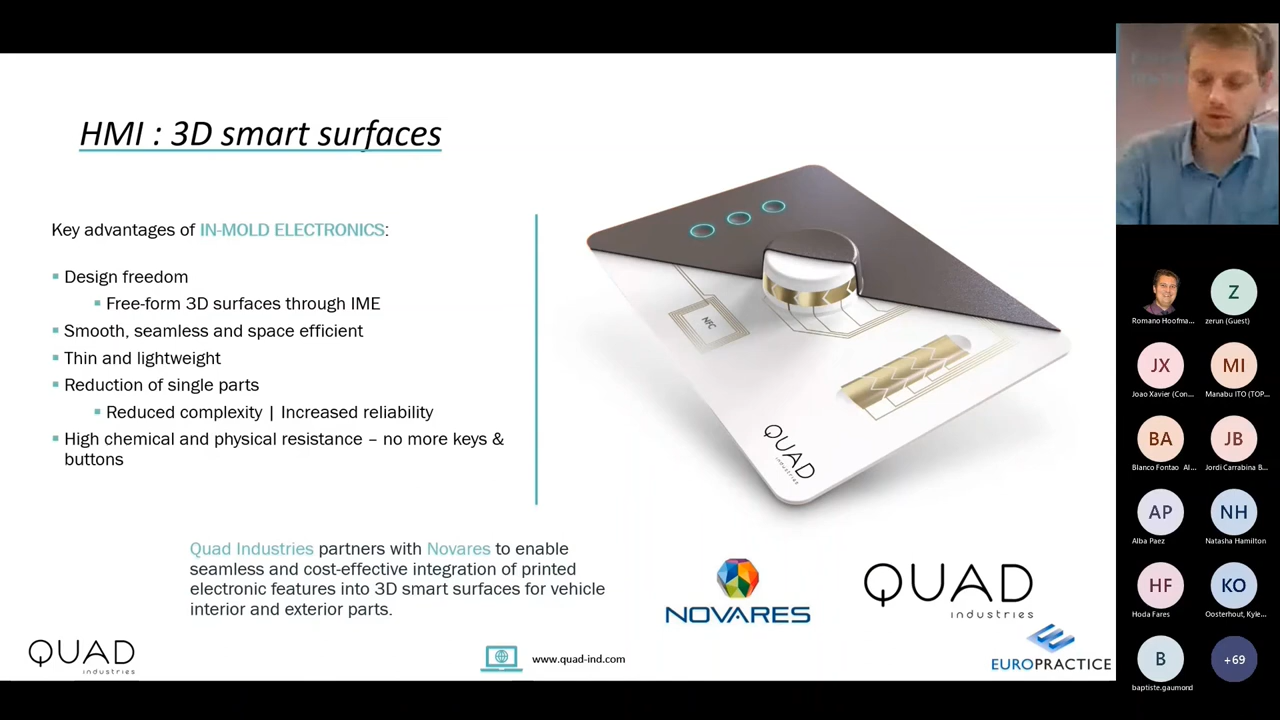 HMI : 3D smart surfaces
Key advantages of IN-MOLD ELECTRONICS:
▪ Design freedom
▪ Free-form 3D surfaces through IME
▪ Smooth, seamless and space efficient
▪ Thin and lightweight
▪ Reduction of single parts
▪ Reduced complexity | Increased reliability
▪ High chemical and physical resistance – no more keys &
buttons
NFC
QUAD
industries
Quad Industries partners with Novares to enable
seamless and cost-effective integration of printed
electronic features into 3D smart surfaces for vehicle
interior and exterior parts.
NOVARES
QUAD
industries
QUAD
industries
www.quad-ind.com
EUROPRACTICE
Romano Hoofma...
Z
zerun (Guest)
JX
Joao Xavier (Con...
MI
Manabu ITO (TOP...
BA
Blanco Fontao Al...
JB
Jordi Carrabina B...
AP
Alba Paez
NH
Natasha Hamilton
HF
Hoda Fares
KO
Oosterhout, Kyle...
B
baptiste.gaumond
+69